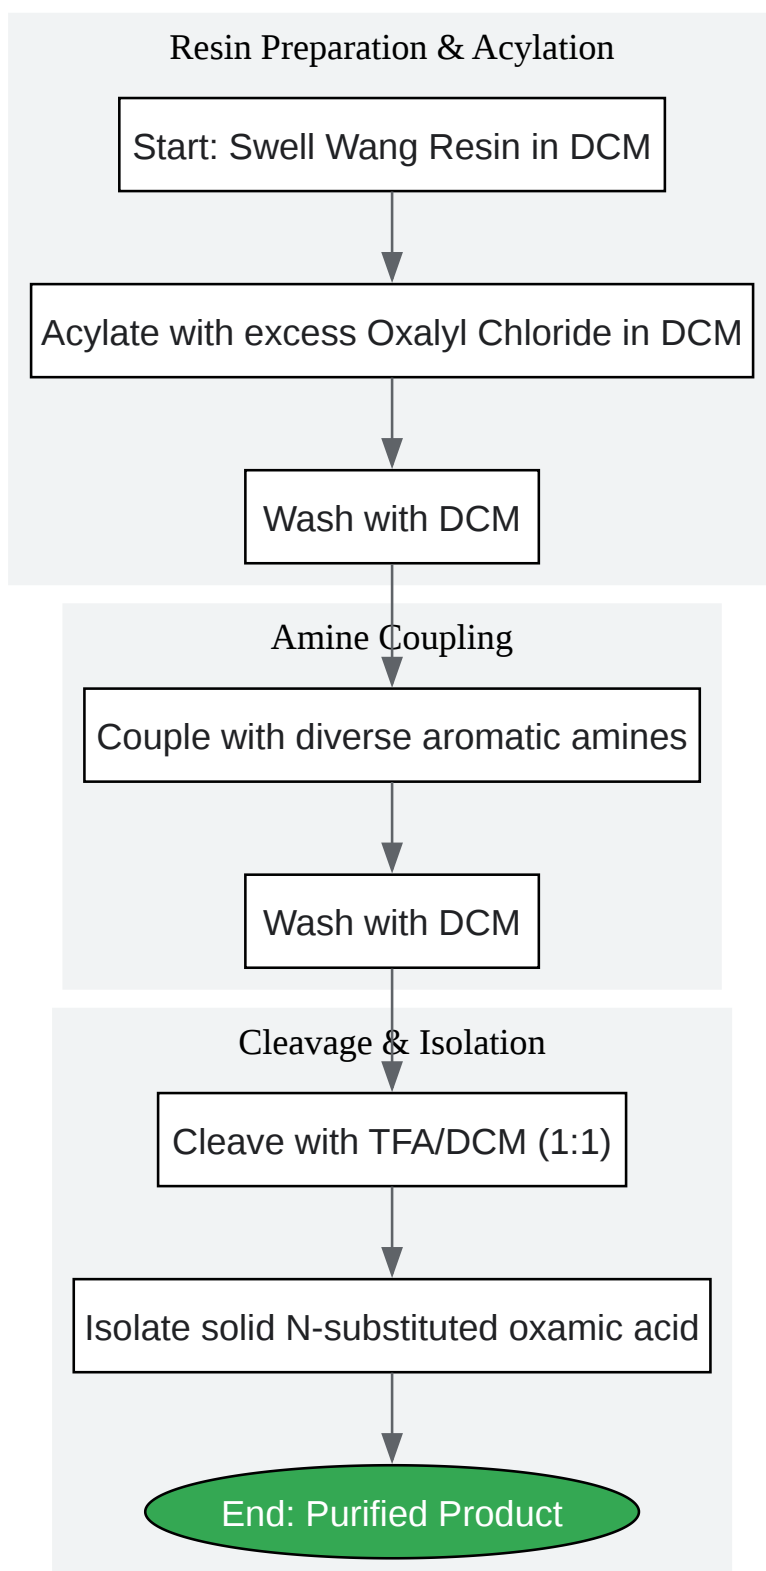 Resin Preparation & Acylation
Start: Swell Wang Resin in DCM
Acylate with excess Oxalyl Chloride in DCM
Wash with DCM
Amine Coupling
Couple with diverse aromatic amines
Wash with DCM
Cleavage & Isolation
Cleave with TFA/DCM (1:1)
Isolate solid N-substituted oxamic acid
End: Purified Product